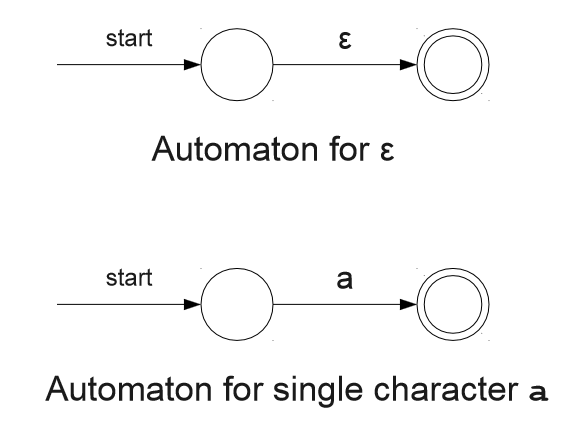 start ε
Automaton for ε
start a
Automaton for single character a